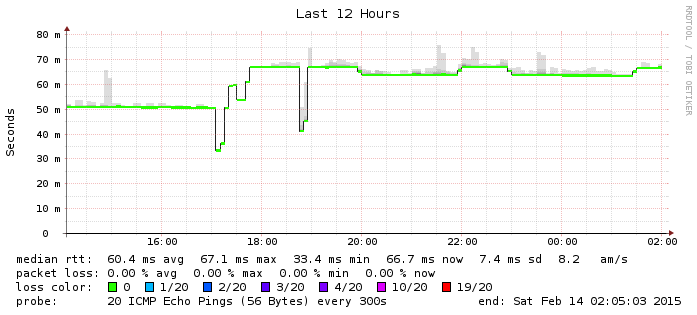 Last 12 Hours
RRDTOOL / TOBI OETIKER
Seconds
80 m
70 m
60 m
50 m
40 m
30 m
20 m
10 m
0
16:00 18:00 20:00 22:00 00:00 02:00
median rtt: 60.4 ms avg 67.1 ms max 33.4 ms min 66.7 ms now 7.4 ms sd 8.2 am/s
packet loss: 0.00 % avg 0.00 % max 0.00 % min 0.00 % now
loss color: 0 1/20 2/20 3/20 4/20 10/20 19/20
probe: 20 ICMP Echo Pings (56 Bytes) every 300s end: Sat Feb 14 02:05:03 2015